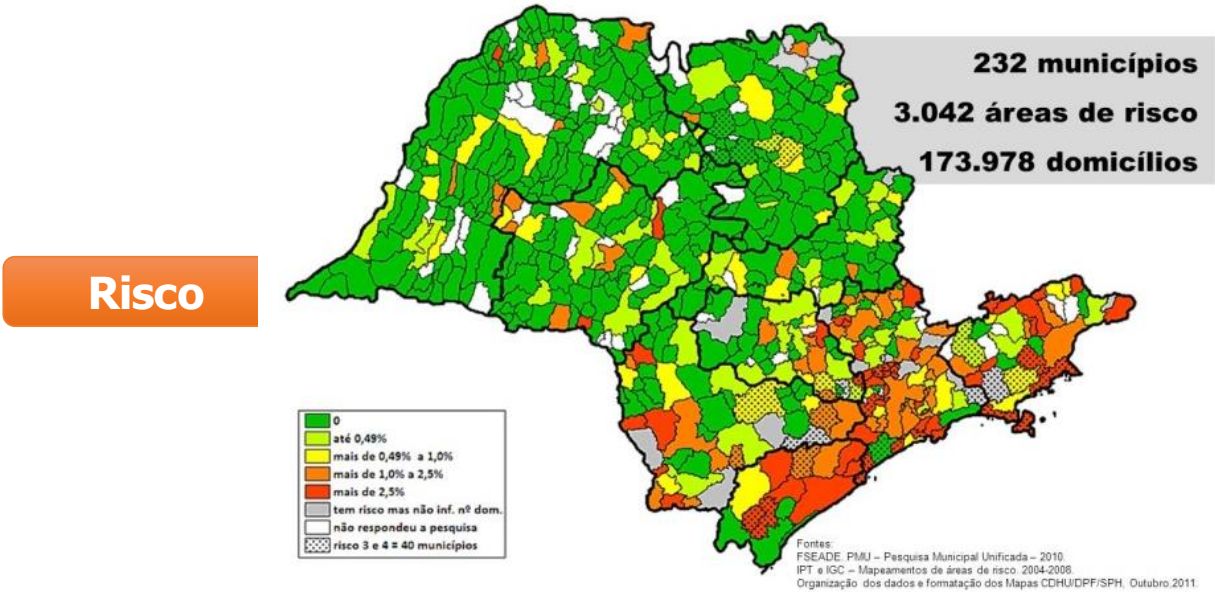 232 municípios
3.042 áreas de risco
173.978 domicílios
Risco
0
até 0,49%
mais de 0,49% a 1,0%
mais de 1,0% a 2,5%
mais de 2,5%
tem risco mas não inf. nº dom.
não respondeu a pesquisa
risco 3 e 4 = 40 municípios
Fontes:
FSEADE. PMU – Pesquisa Municipal Unificada – 2010.
IPT e IGC – Mapeamentos de áreas de risco. 2004-2008.
Organização dos dados e formatação dos Mapas CDHU/DPF/SPH, Outubro,2011.